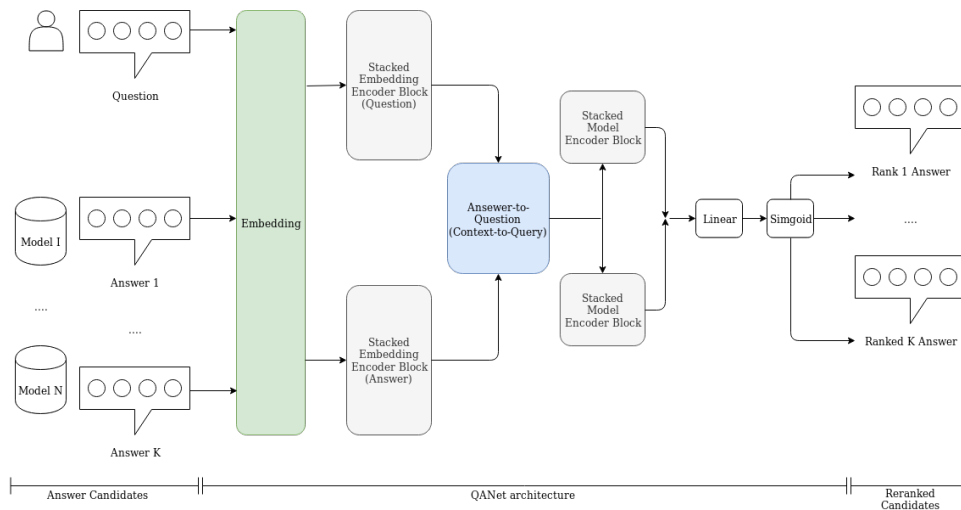 Question
Model I
Answer 1
....
....
Model N
Answer K
Embedding
Stacked
Embedding
Encoder Block
(Question)
Stacked
Embedding
Encoder Block
(Answer)
Ansewer-to-
Question
(Context-to-Query)
Stacked
Model
Encoder Block
Stacked
Model
Encoder Block
Linear
Simgoid
Rank 1 Answer
....
Ranked K Answer
Answer Candidates
QANet architecture
Reranked
Candidates